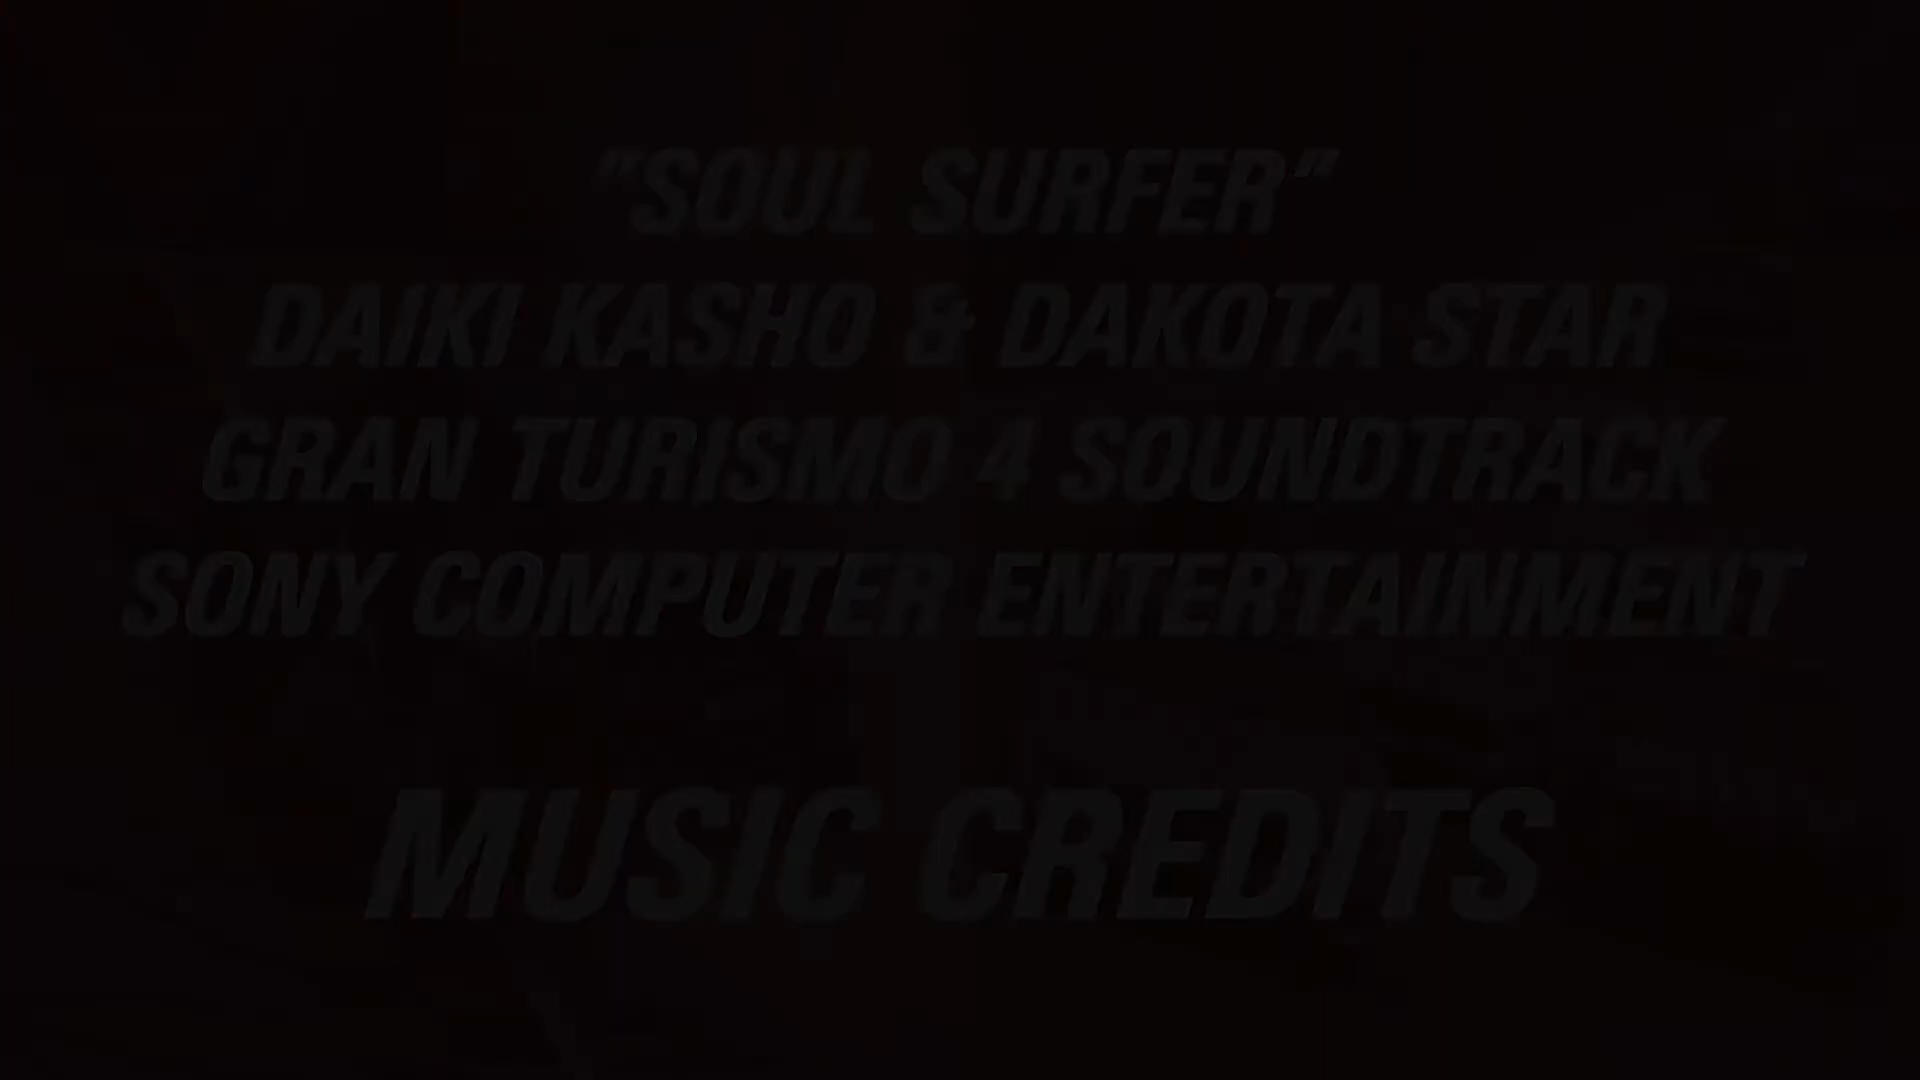 "SOUL SURFER"
DAIKI KASHO & DAKOTA STAR
GRAN TURISMO 4 SOUNDTRACK
SONY COMPUTER ENTERTAINMENT
MUSIC CREDITS